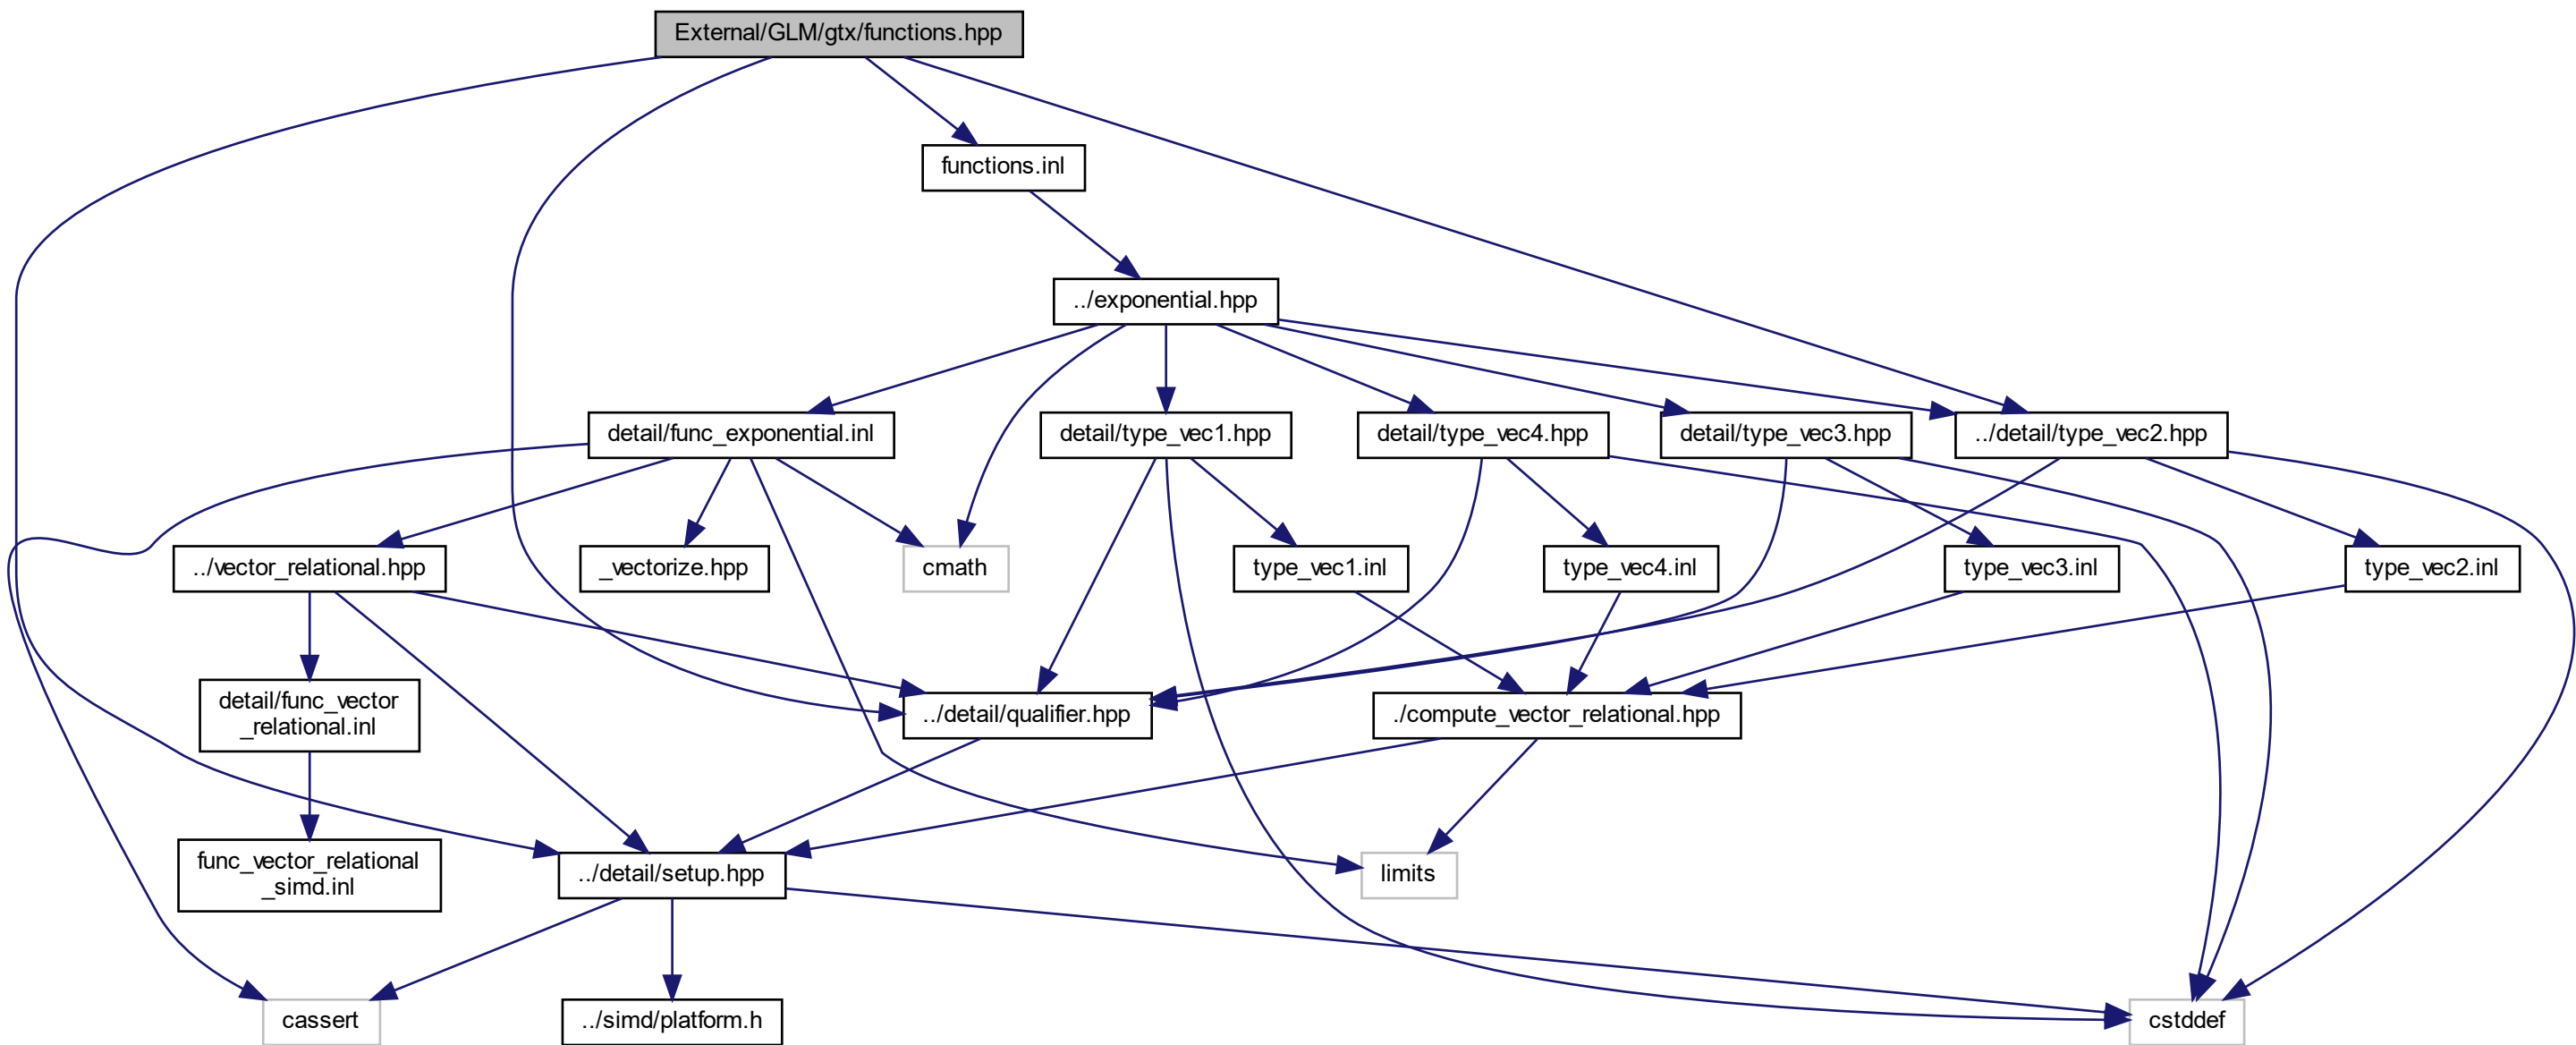 External/GLM/gtx/functions.hpp
functions.inl
../exponential.hpp
detail/func_exponential.inl
detail/type_vec1.hpp
detail/type_vec4.hpp
detail/type_vec3.hpp
../detail/type_vec2.hpp
../vector_relational.hpp
_vectorize.hpp
cmath
type_vec1.inl
type_vec4.inl
type_vec3.inl
type_vec2.inl
detail/func_vector
_relational.inl
../detail/qualifier.hpp
./compute_vector_relational.hpp
func_vector_relational
_simd.inl
../detail/setup.hpp
limits
cassert
../simd/platform.h
cstddef